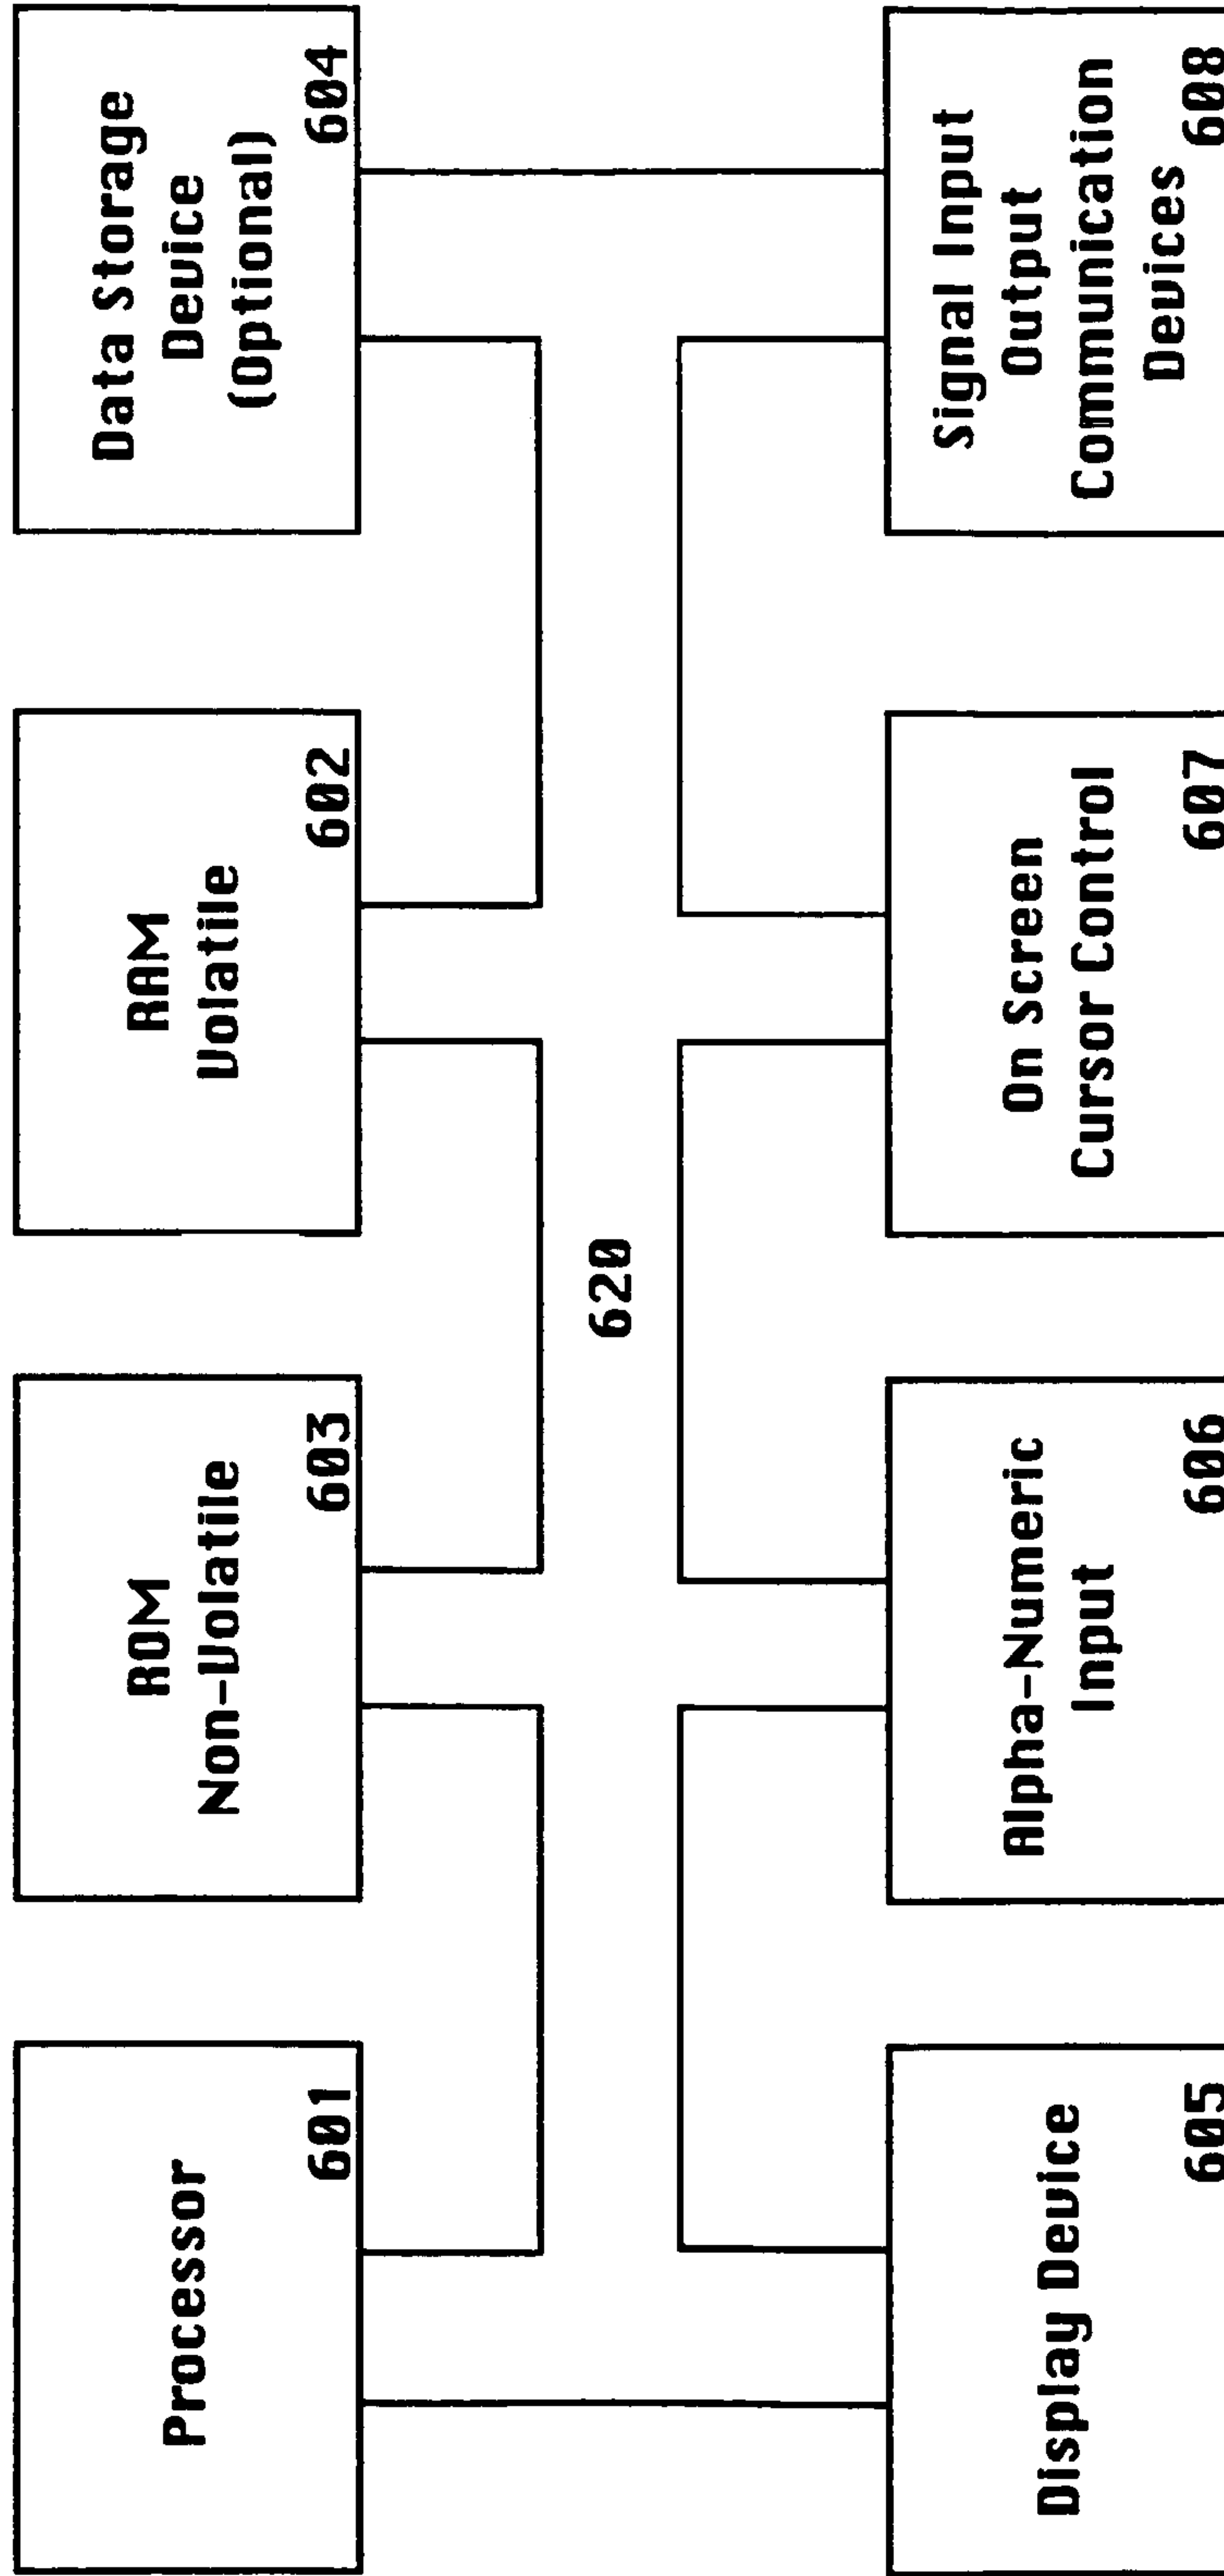 Processor
601
ROM
Non-Volatile
603
RAM
Volatile
602
Data Storage
Device
(Optional)
604
620
Display Device
605
Alpha-Numeric
Input
606
On Screen
Cursor Control
607
Signal Input
Output
Communication
Devices
608